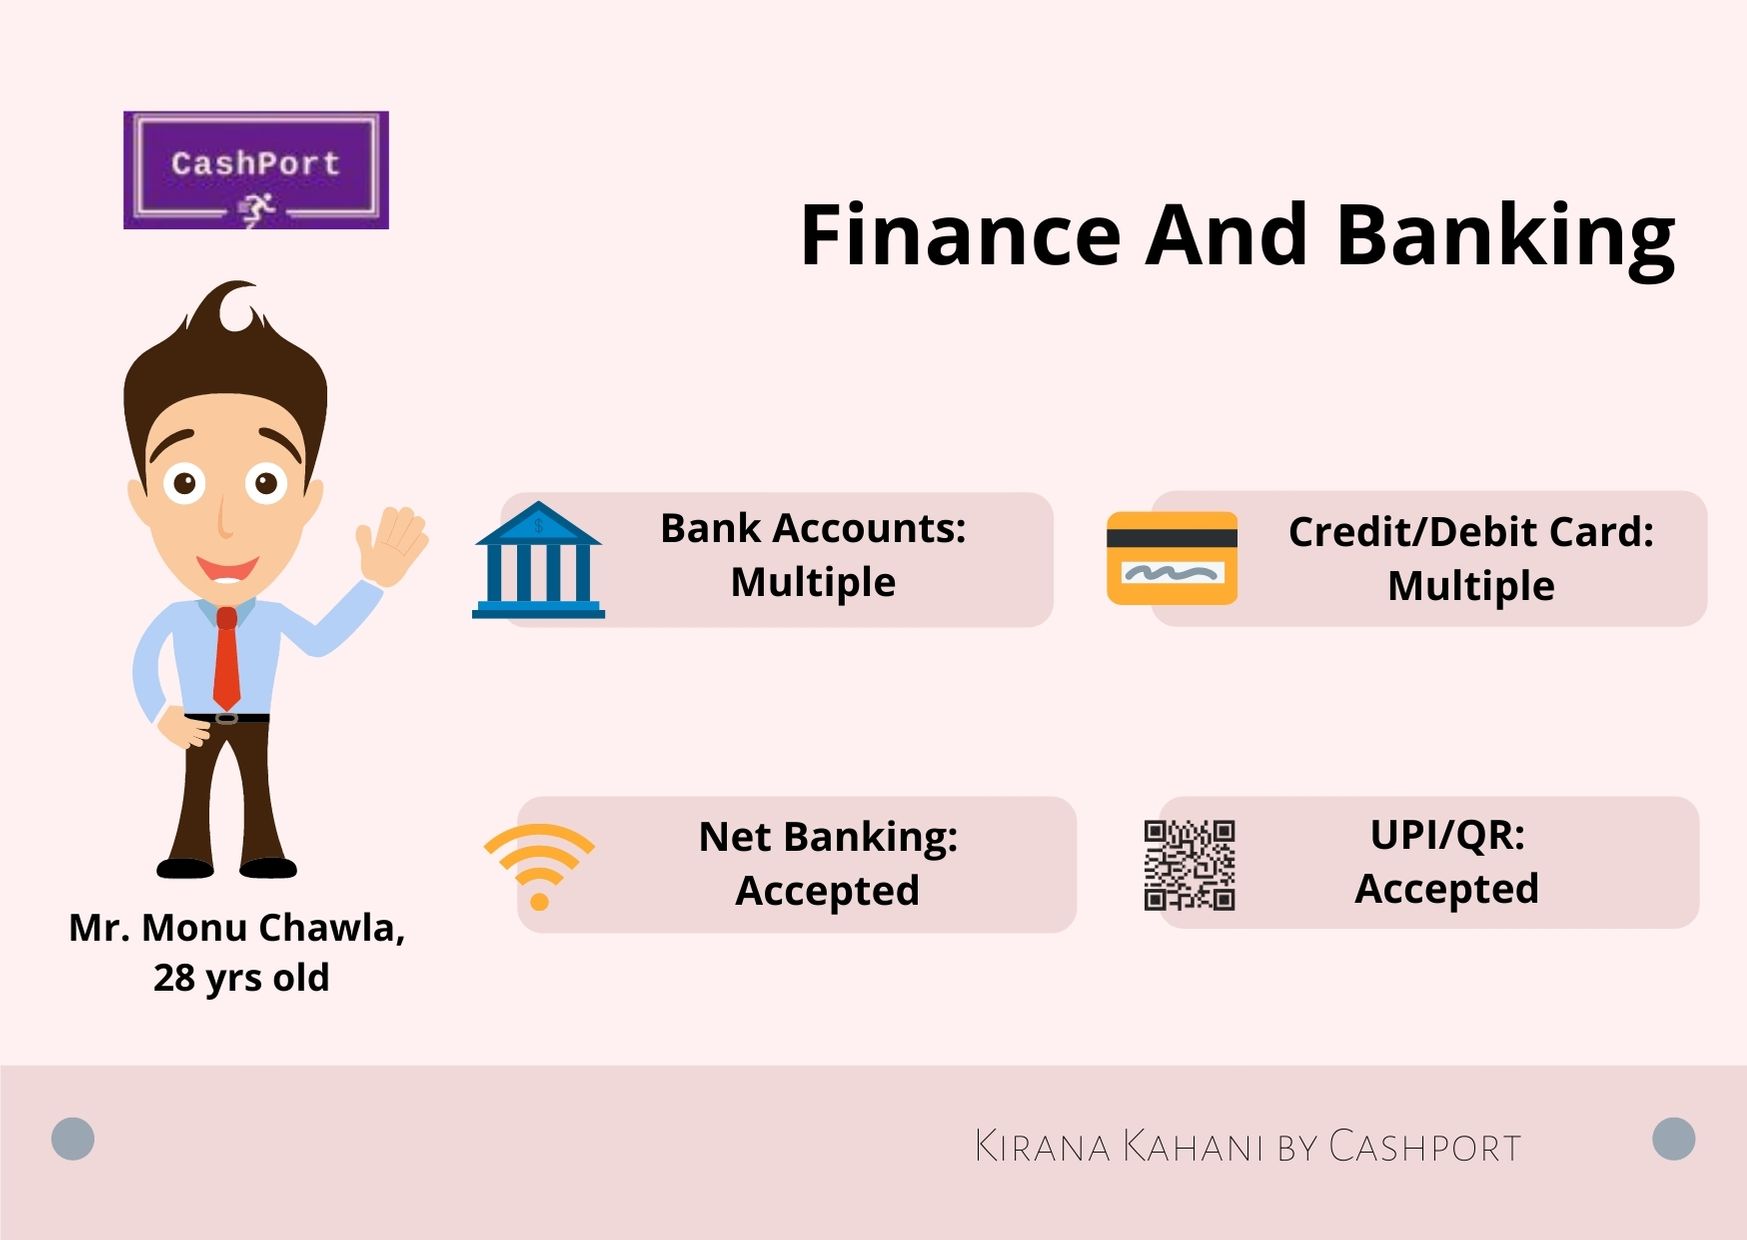 CashPort
Finance And Banking
Bank Accounts:
Multiple
Credit/Debit Card:
Multiple
Net Banking:
Accepted
UPI/QR:
Accepted
Mr. Monu Chawla,
28 yrs old
Kirana Kahani by Cashport